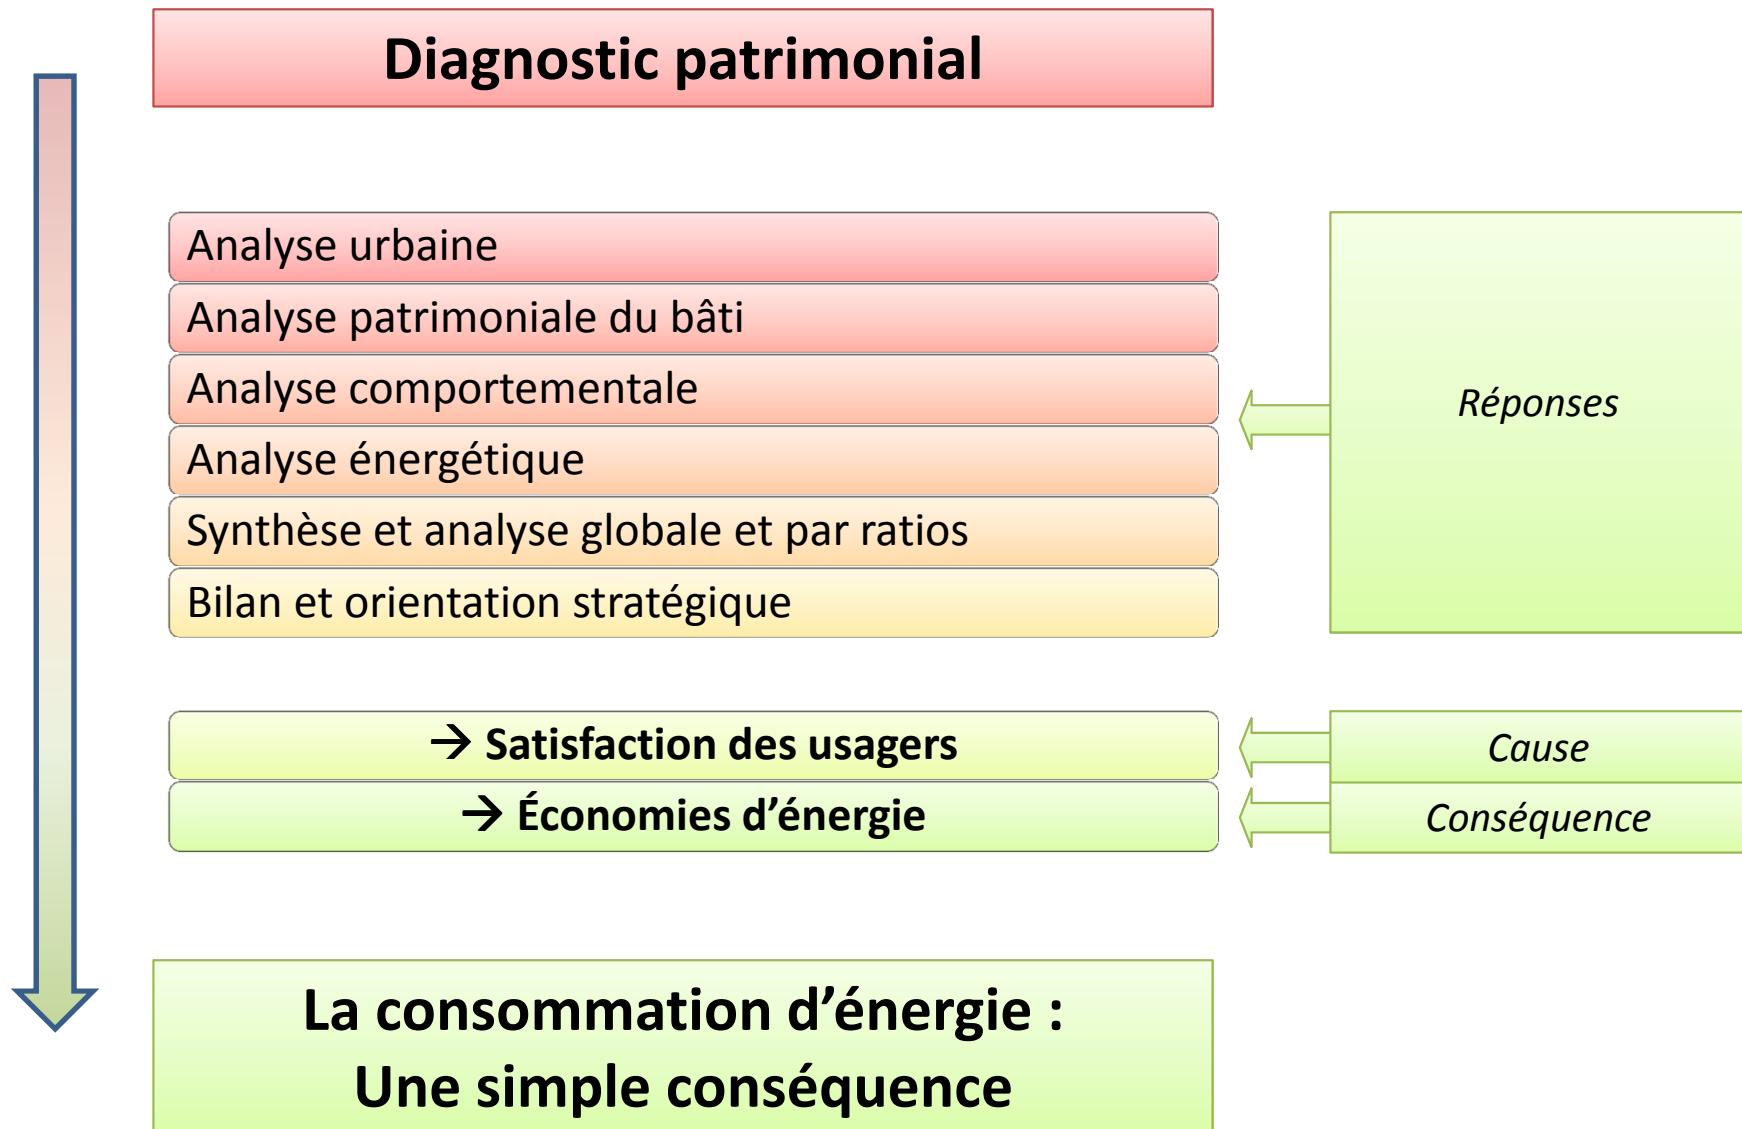 Diagnostic patrimonial
Analyse urbaine
Analyse patrimoniale du bâti
Analyse comportementale
Analyse énergétique
Synthèse et analyse globale et par ratios
Bilan et orientation stratégique
Réponses
→ Satisfaction des usagers
Cause
→ Économies d’énergie
Conséquence
La consommation d’énergie :
Une simple conséquence